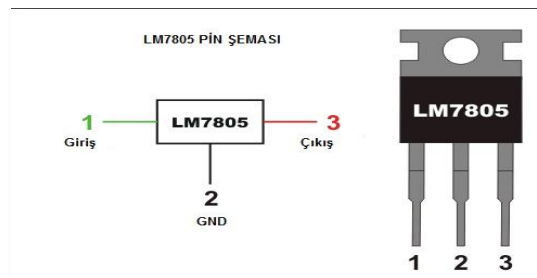 LM7805 PİN ŞEMASI
1
Giriş
LM7805
3
Çıkış
2
GND
LM7805
1 2 3